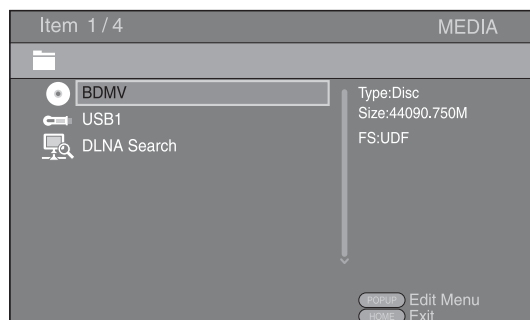 Item 1/4 MEDIA
BDMV
USB1
DLNA Search
Type:Disc
Size:44090.750M
FS:UDF
POPUP Edit Menu
HOME Exit